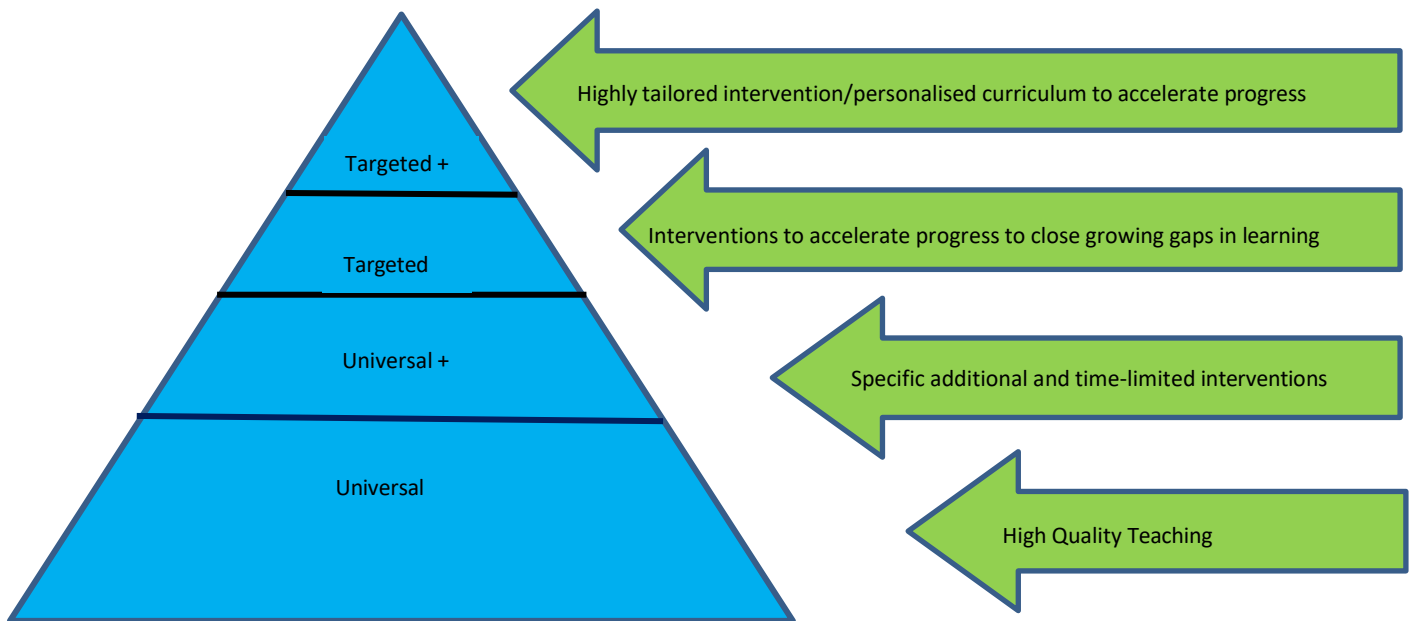 Highly tailored intervention/personalised curriculum to accelerate progress
Targeted +
Interventions to accelerate progress to close growing gaps in learning
Targeted
Universal +
Specific additional and time-limited interventions
Universal
High Quality Teaching